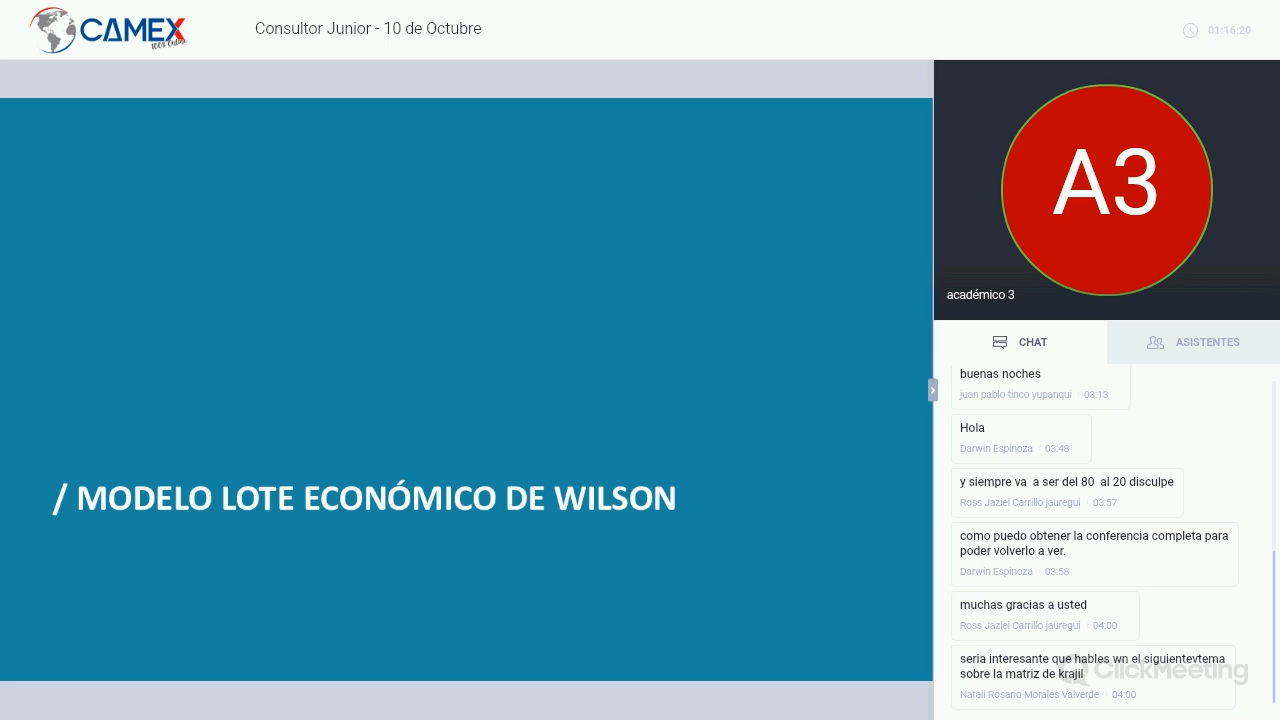 CAMEX
100% Online
Consultor Junior - 10 de Octubre
01:16:20
/ MODELO LOTE ECONÓMICO DE WILSON
A3
académico 3
CHAT
ASISTENTES
buenas noches
juan pablo tinco yupanqui · 03:13
Hola
Darwin Espinoza · 03:48
y siempre va a ser del 80 al 20 disculpe
Ross Jaziel Carrillo jauregui · 03:57
como puedo obtener la conferencia completa para
poder volverlo a ver.
Darwin Espinoza · 03:58
muchas gracias a usted
Ross Jaziel Carrillo jauregui · 04:00
seria interesante que hables wn el siguientevtema
sobre la matriz de krajil
Natali Rosario Morales Valverde · 04:00
ClickMeeting